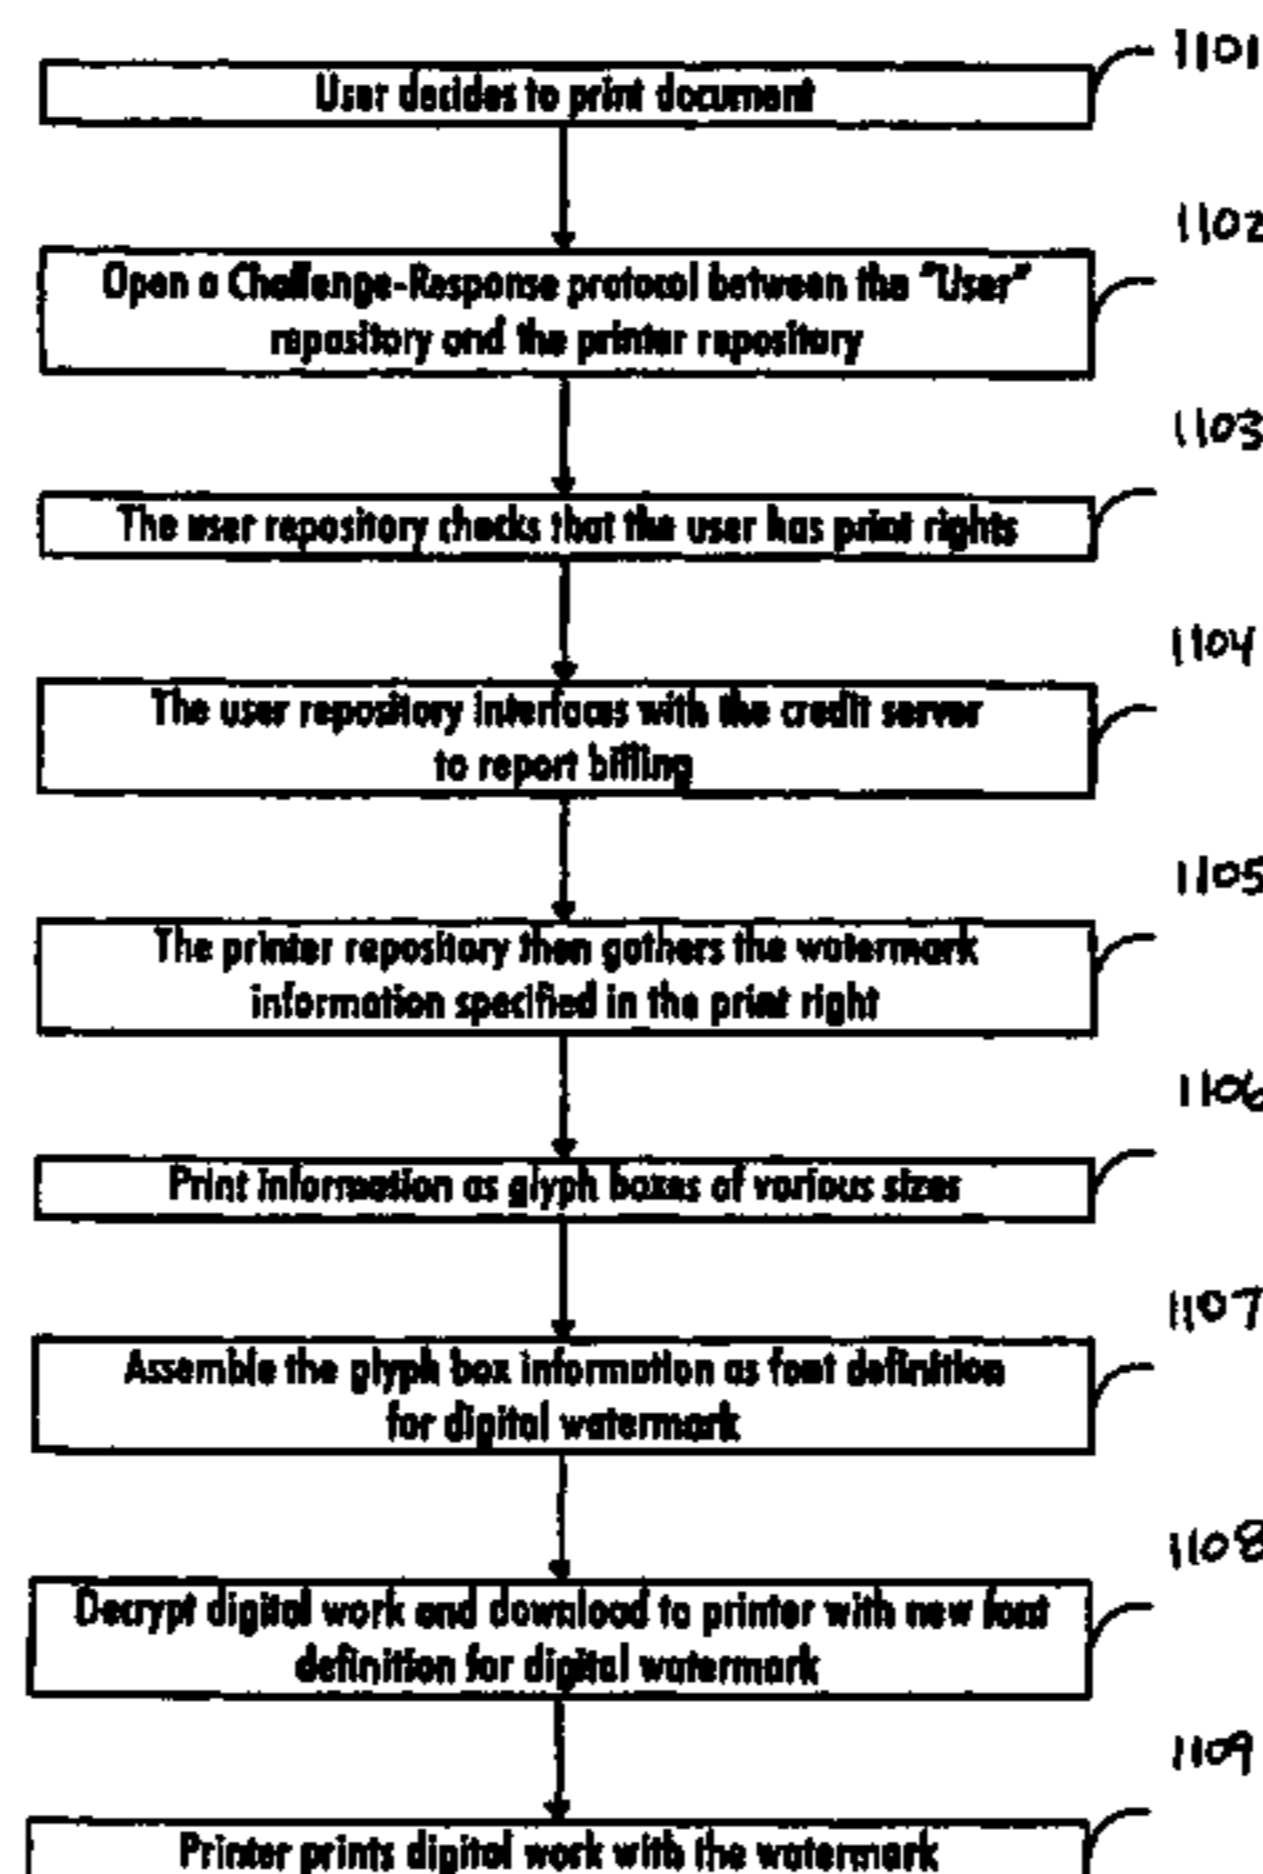 1101
User decides to print document
1102
Open a Challenge-Response protocol between the "User"
repository and the printer repository
1103
The user repository checks that the user has print rights
1104
The user repository interfaces with the credit server
to report billing
1105
The printer repository then gathers the watermark
information specified in the print right
1106
Print information as glyph boxes of various sizes
1107
Assemble the glyph box information as font definition
for digital watermark
1108
Decrypt digital work and download to printer with new font
definition for digital watermark
1109
Printer prints digital work with the watermark